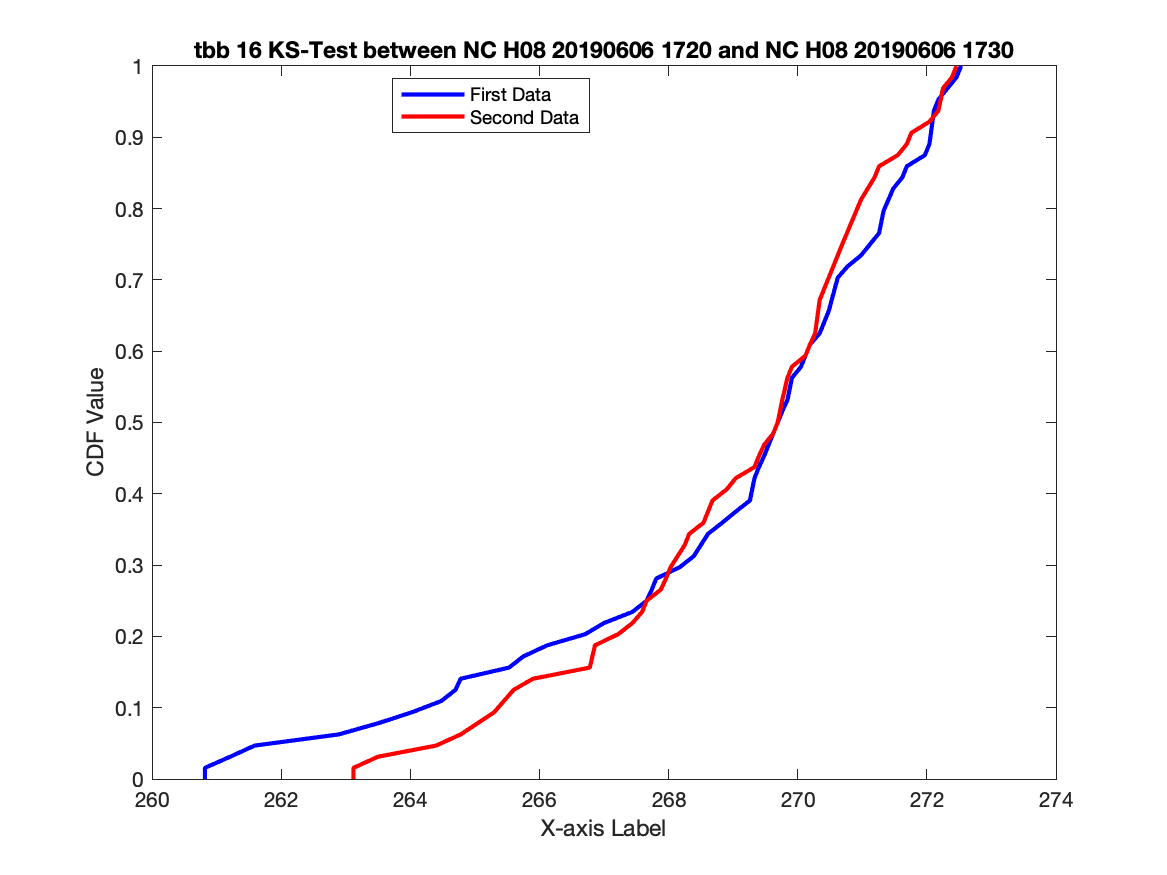 tbb 16 KS-Test between NC H08 20190606 1720 and NC H08 20190606 1730
First Data
Second Data
1
0.9
0.8
0.7
0.6
0.5
0.4
0.3
0.2
0.1
0
CDF Value
260 262 264 266 268 270 272 274
X-axis Label